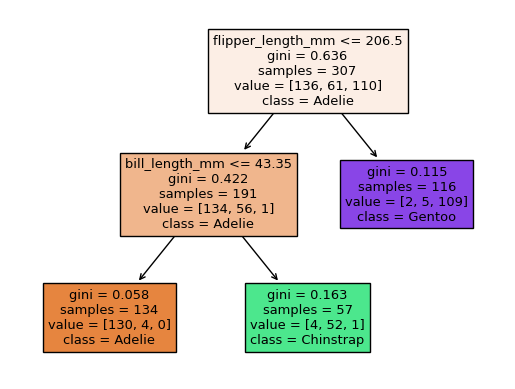 flipper_length_mm <= 206.5
gini = 0.636
samples = 307
value = [136, 61, 110]
class = Adelie
bill_length_mm <= 43.35
gini = 0.422
samples = 191
value = [134, 56, 1]
class = Adelie
gini = 0.115
samples = 116
value = [2, 5, 109]
class = Gentoo
gini = 0.058
samples = 134
value = [130, 4, 0]
class = Adelie
gini = 0.163
samples = 57
value = [4, 52, 1]
class = Chinstrap